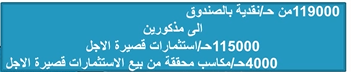 119000من حـ/نقدية بالصندوق
الى مذكورين
115000حـ/استثمارات قصيرة الاجل
4000حـ/مكاسب محققة من بيع الاستثمارات قصيرة الاجل